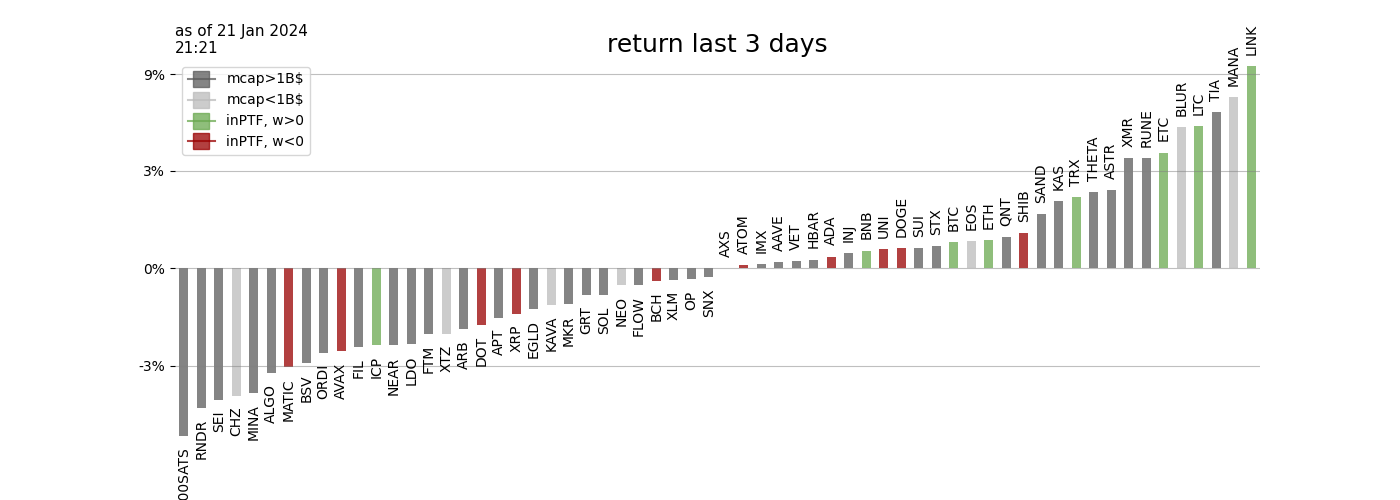 as of 21 Jan 2024
21:21
return last 3 days
mcap>1B$
mcap<1B$
inPTF, w>0
inPTF, w<0
9%
3%
0%
-3%
00SATS
RNDR
SEI
CHZ
MINA
ALGO
MATIC
BSV
ORDI
AVAX
FIL
ICP
NEAR
LDO
FTM
XTZ
ARB
DOT
APT
XRP
EGLD
KAVA
MKR
GRT
SOL
NEO
FLOW
BCH
XLM
OP
SNX
AXS
ATOM
IMX
AAVE
VET
HBAR
ADA
INJ
BNB
UNI
DOGE
SUI
STX
BTC
EOS
ETH
QNT
SHIB
SAND
KAS
TRX
THETA
ASTR
XMR
RUNE
ETC
BLUR
LTC
TIA
MANA
LINK